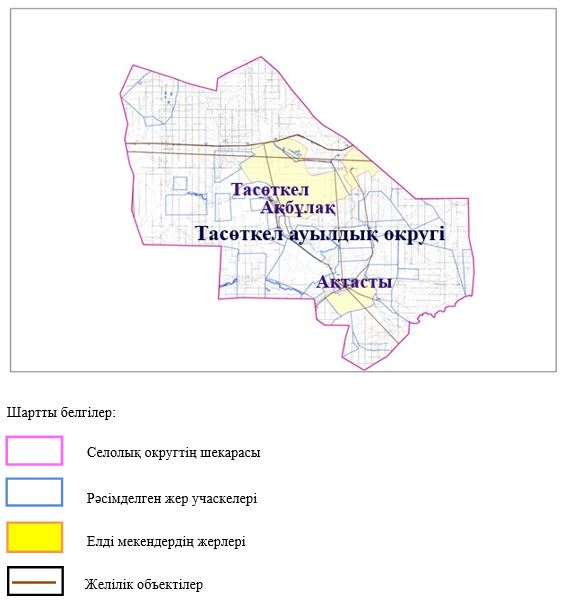 Тасөткел
Ақбұлақ
Тасөткел ауылдық округі
Ақтасты
Шартты белгілер:
Селолық округтің шекарасы
Рәсімделген жер учаскелері
Елді мекендердің жерлері
Желілік объектілер